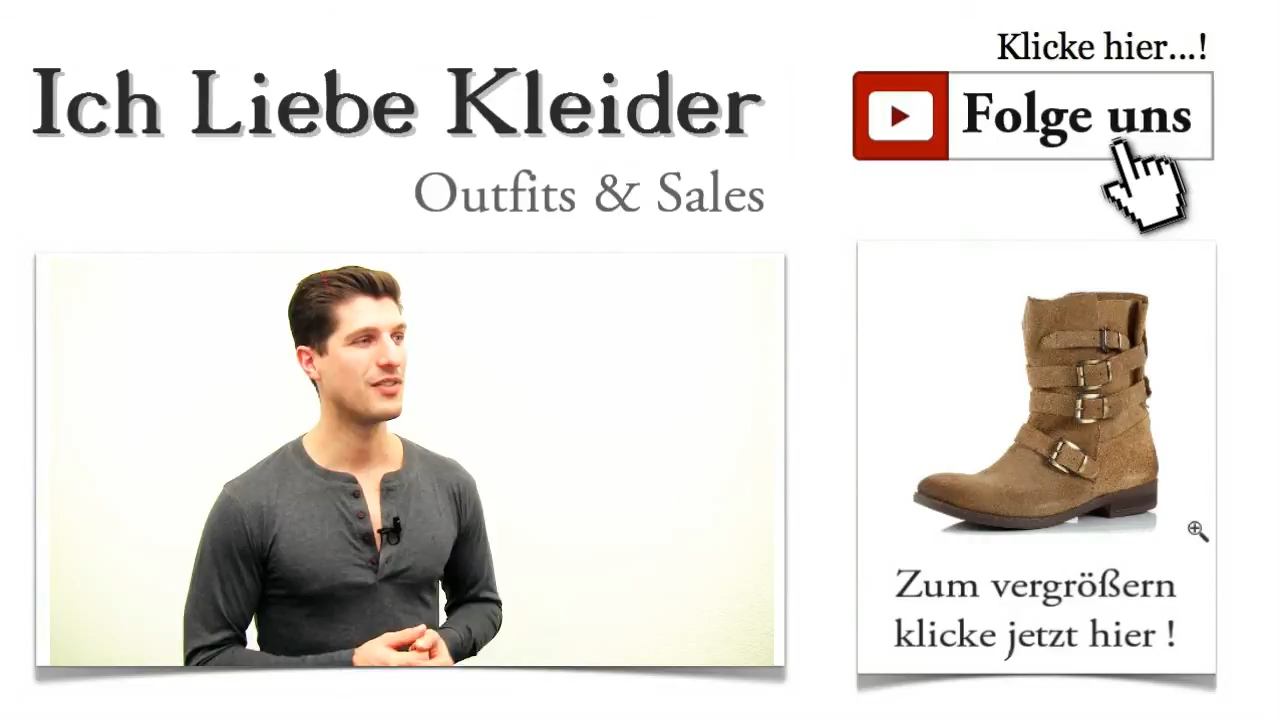 Ich Liebe Kleider
Outfits & Sales
Klicke hier...!
Folge uns
Zum vergrößern
klicke jetzt hier !